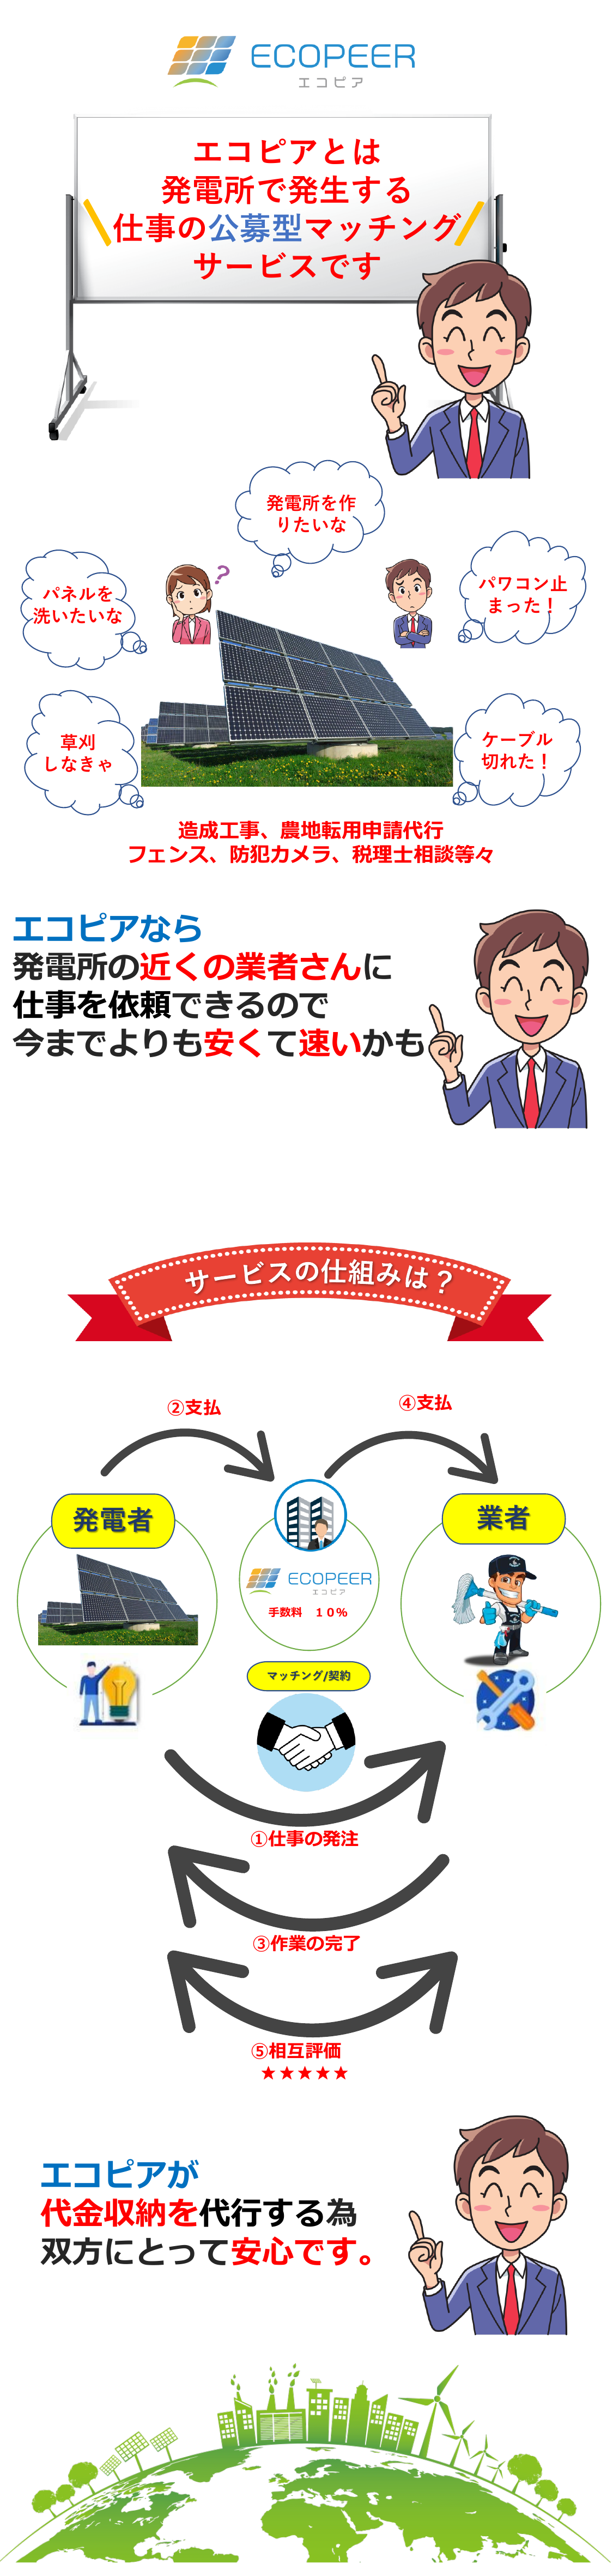 ECOPEER
エコピア
エコピアとは
発電所で発生する
仕事の公募型マッチング
サービスです
発電所を作
りたいな
パネルを
洗いたいな
パワコン止
まった！
草刈
しなきゃ
ケーブル
切れた！
造成工事、農地転用申請代行
フェンス、防犯カメラ、税理士相談等々
エコピアなら
発電所の近くの業者さんに
仕事を依頼できるので
今までよりも安くて速いかも
サービスの仕組みは？
②支払
④支払
発電者
業者
ECOPEER
エコピア
手数料　１０％
マッチング/契約
①仕事の発注
③作業の完了
⑤相互評価
★★★★★
エコピアが
代金収納を代行する為
双方にとって安心です。